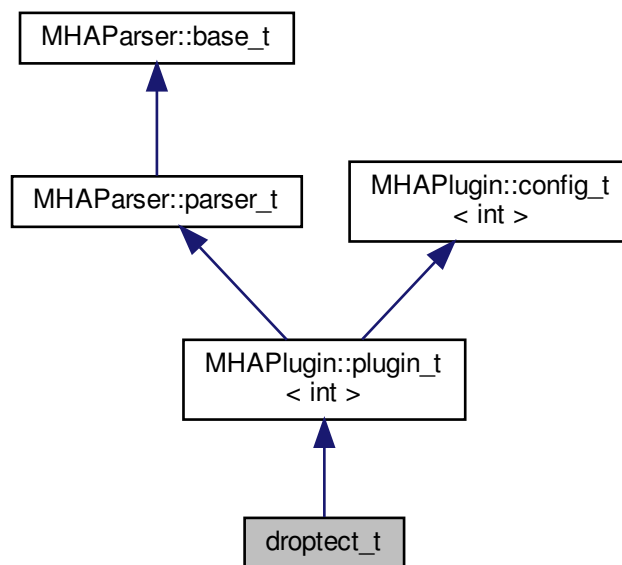 MHAParser::base_t
MHAParser::parser_t
MHAPlugin::config_t
< int >
MHAPlugin::plugin_t
< int >
droptect_t